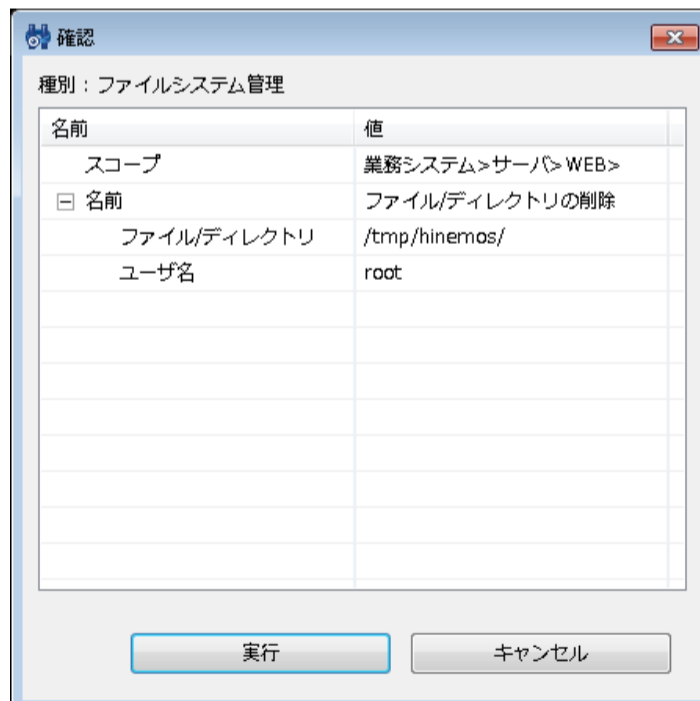 確認
種別：ファイルシステム管理
名前 値
スコープ 業務システム>サーバ>WEB>
名前 ファイル/ディレクトリの削除
ファイル/ディレクトリ /tmp/hinemos/
ユーザ名 root
実行 キャンセル